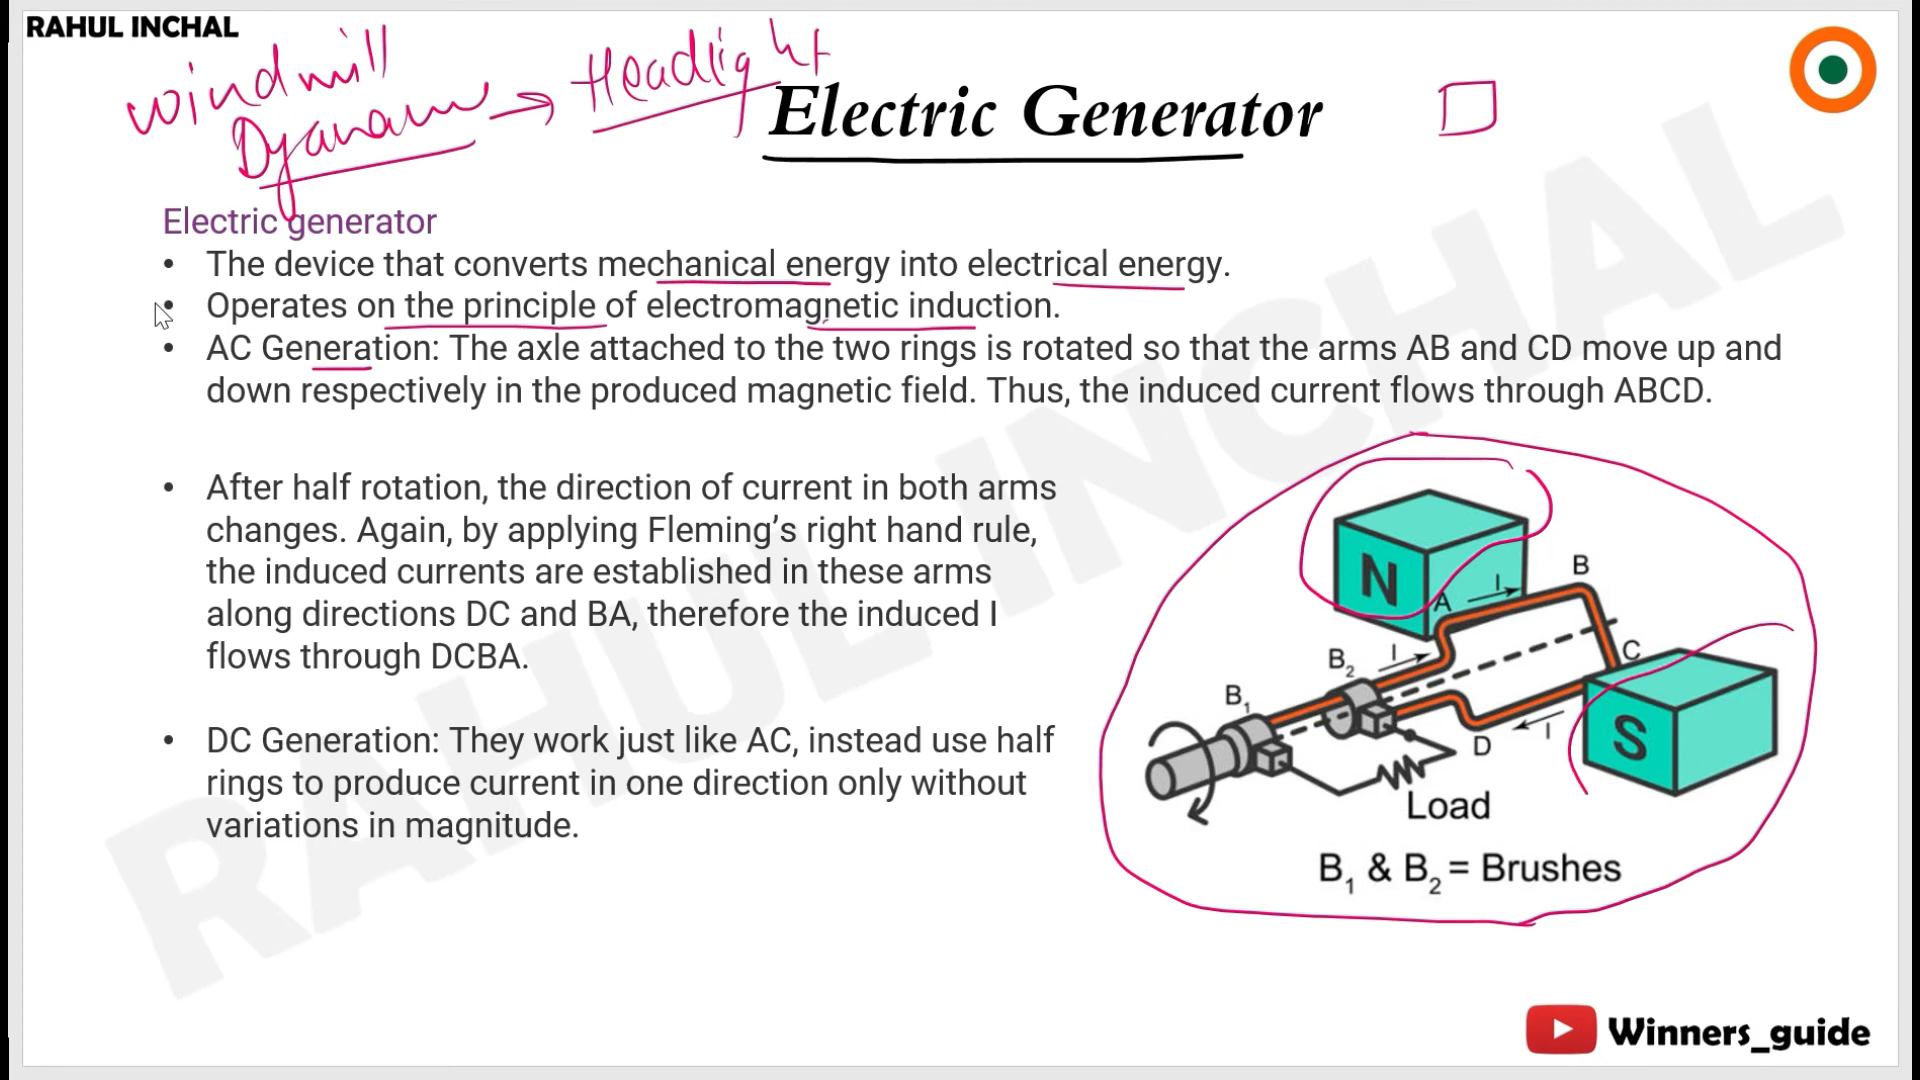 RAHUL INCHAL
windmill
Dyanamo → Headlight
Electric Generator
Electric generator
• The device that converts mechanical energy into electrical energy.
• Operates on the principle of electromagnetic induction.
• AC Generation: The axle attached to the two rings is rotated so that the arms AB and CD move up and
down respectively in the produced magnetic field. Thus, the induced current flows through ABCD.
• After half rotation, the direction of current in both arms
changes. Again, by applying Fleming’s right hand rule,
the induced currents are established in these arms
along directions DC and BA, therefore the induced I
flows through DCBA.
• DC Generation: They work just like AC, instead use half
rings to produce current in one direction only without
variations in magnitude.
N
A
I
B
B₂
I
C
B₁
S
D
I
Load
B₁ & B₂ = Brushes
RAHUL INCHAL
Winners_guide